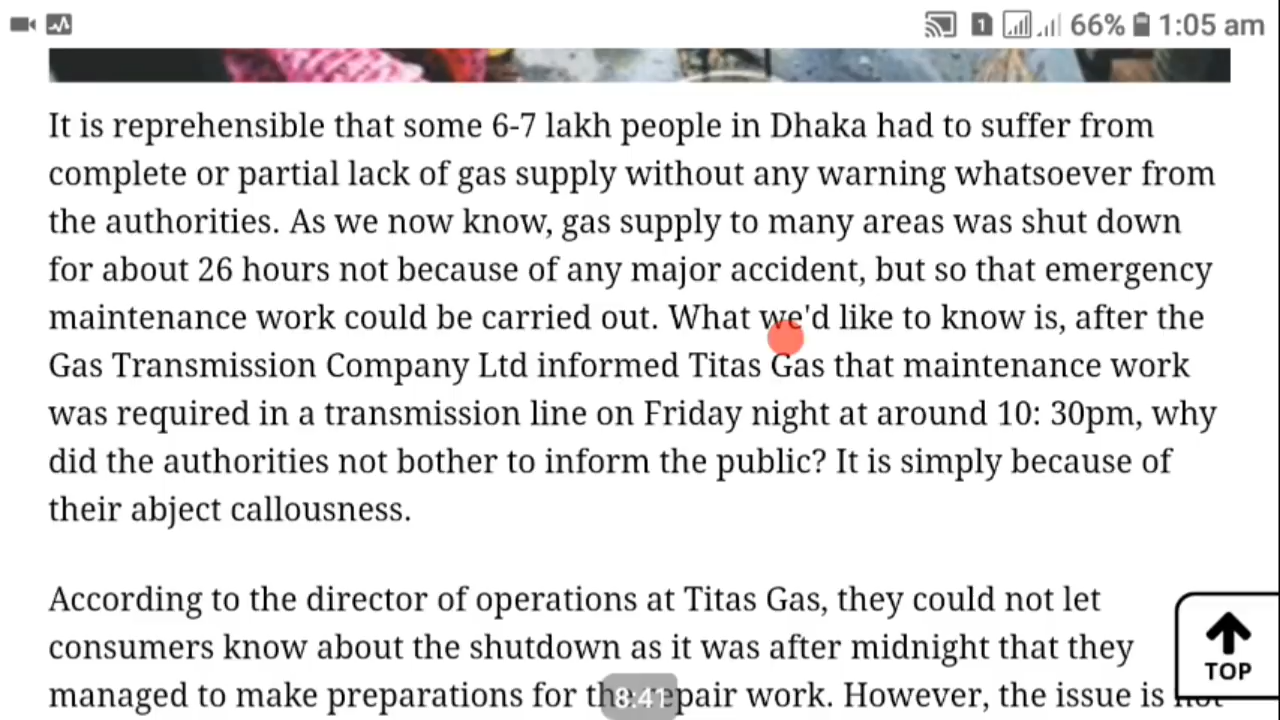 1 66% 1:05 am
It is reprehensible that some 6-7 lakh people in Dhaka had to suffer from
complete or partial lack of gas supply without any warning whatsoever from
the authorities. As we now know, gas supply to many areas was shut down
for about 26 hours not because of any major accident, but so that emergency
maintenance work could be carried out. What we'd like to know is, after the
Gas Transmission Company Ltd informed Titas Gas that maintenance work
was required in a transmission line on Friday night at around 10: 30pm, why
did the authorities not bother to inform the public? It is simply because of
their abject callousness.
According to the director of operations at Titas Gas, they could not let
consumers know about the shutdown as it was after midnight that they
managed to make preparations for work. However, the issue is
TOP
8:41